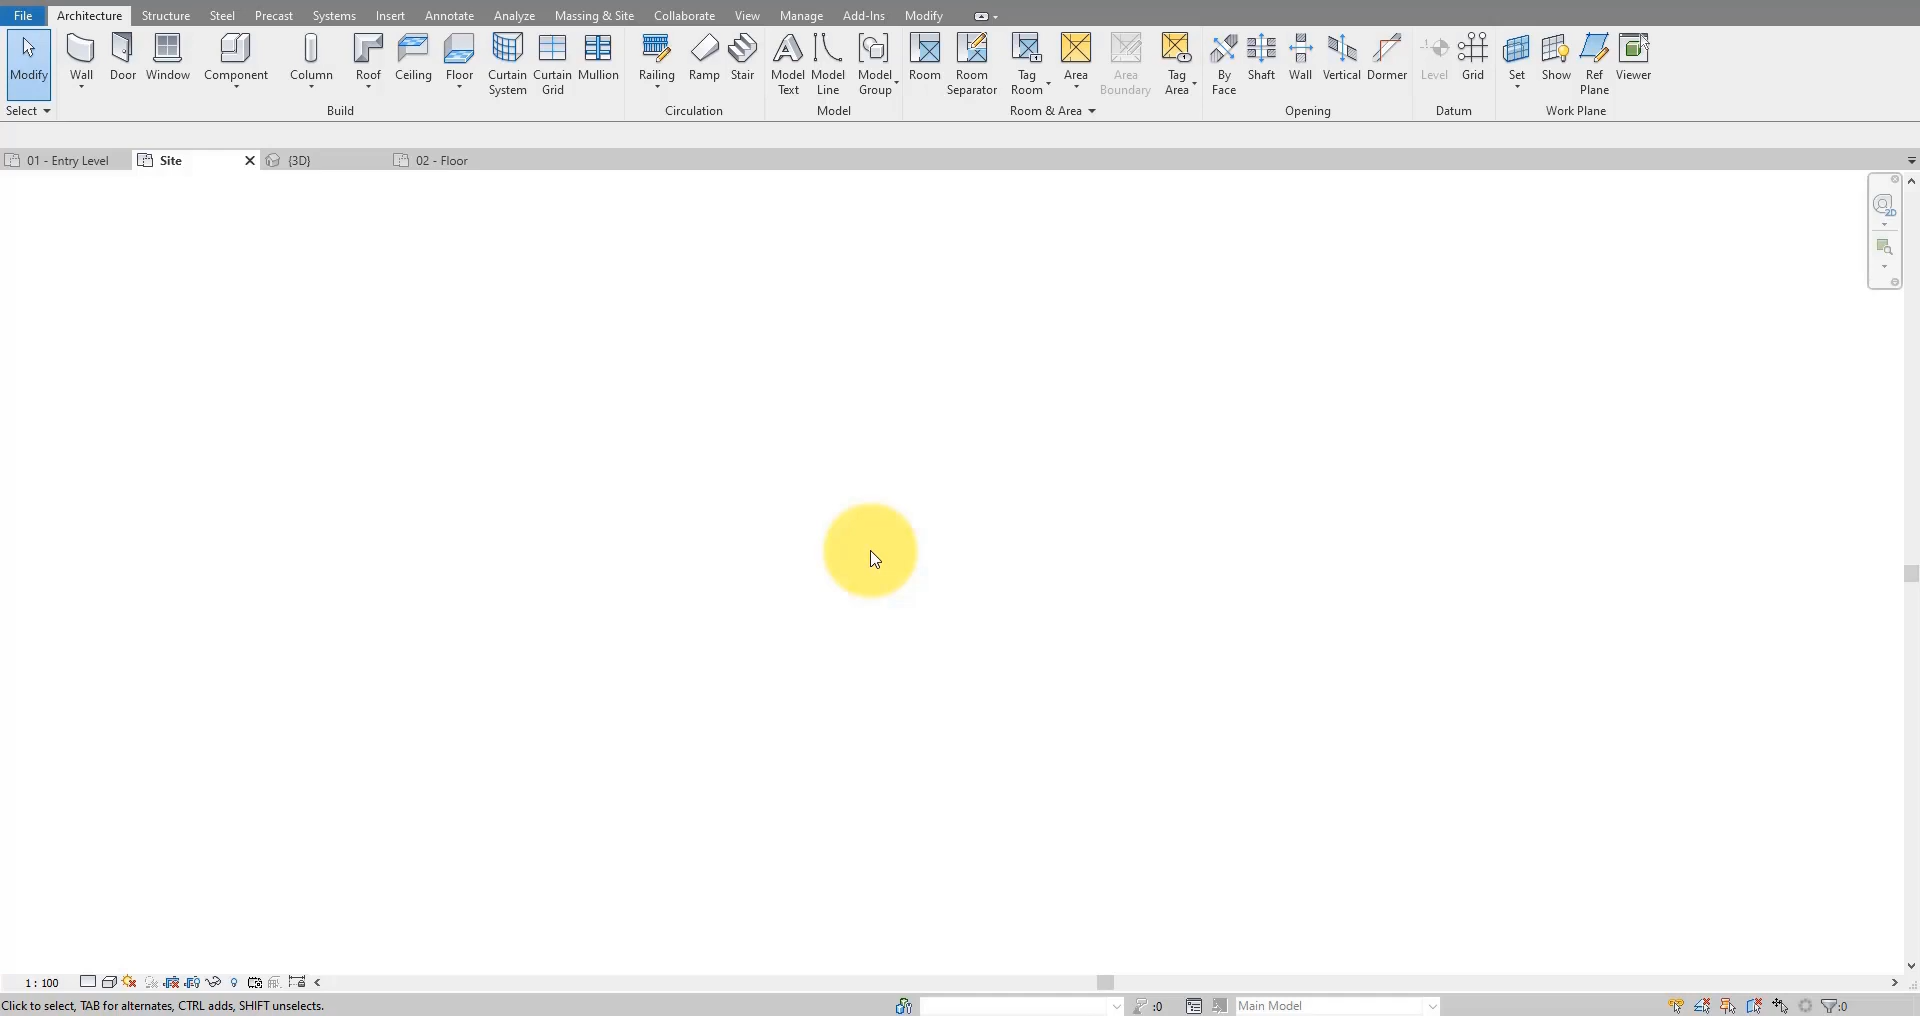 File Architecture Structure Steel Precast Systems Insert Annotate Analyze Massing & Site Collaborate View Manage Add-Ins Modify
Modify Wall Door Window Component Column Roof Ceiling Floor Curtain System Curtain Grid Mullion Railing Ramp Stair Model Text Model Line Model Group Room Room Separator Tag Room Area Area Boundary Tag Area By Face Shaft Wall Vertical Dormer Level Grid Set Show Ref Plane Viewer
Select Build Circulation Model Room & Area Opening Datum Work Plane
01 - Entry Level Site {3D} 02 - Floor
2D
1 : 100
Click to select, TAB for alternates, CTRL adds, SHIFT unselects. :0 Main Model :0